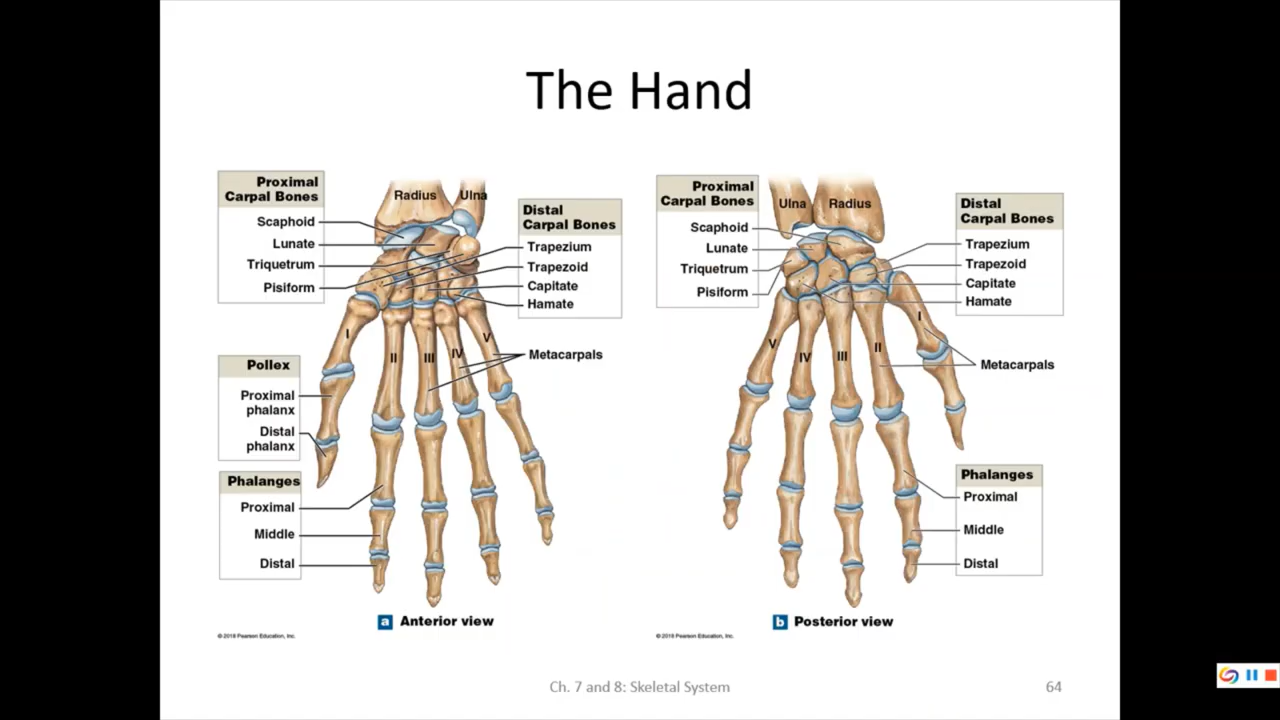 The Hand
Proximal
Carpal Bones
Scaphoid
Lunate
Triquetrum
Pisiform
Radius
Ulna
Distal
Carpal Bones
Trapezium
Trapezoid
Capitate
Hamate
I
II
III
IV
V
Metacarpals
Pollex
Proximal
phalanx
Distal
phalanx
Phalanges
Proximal
Middle
Distal
a Anterior view
© 2018 Pearson Education, Inc.
Proximal
Carpal Bones
Scaphoid
Lunate
Triquetrum
Pisiform
Ulna
Radius
Distal
Carpal Bones
Trapezium
Trapezoid
Capitate
Hamate
V
IV
III
II
I
Metacarpals
Phalanges
Proximal
Middle
Distal
b Posterior view
© 2018 Pearson Education, Inc.
Ch. 7 and 8: Skeletal System
64